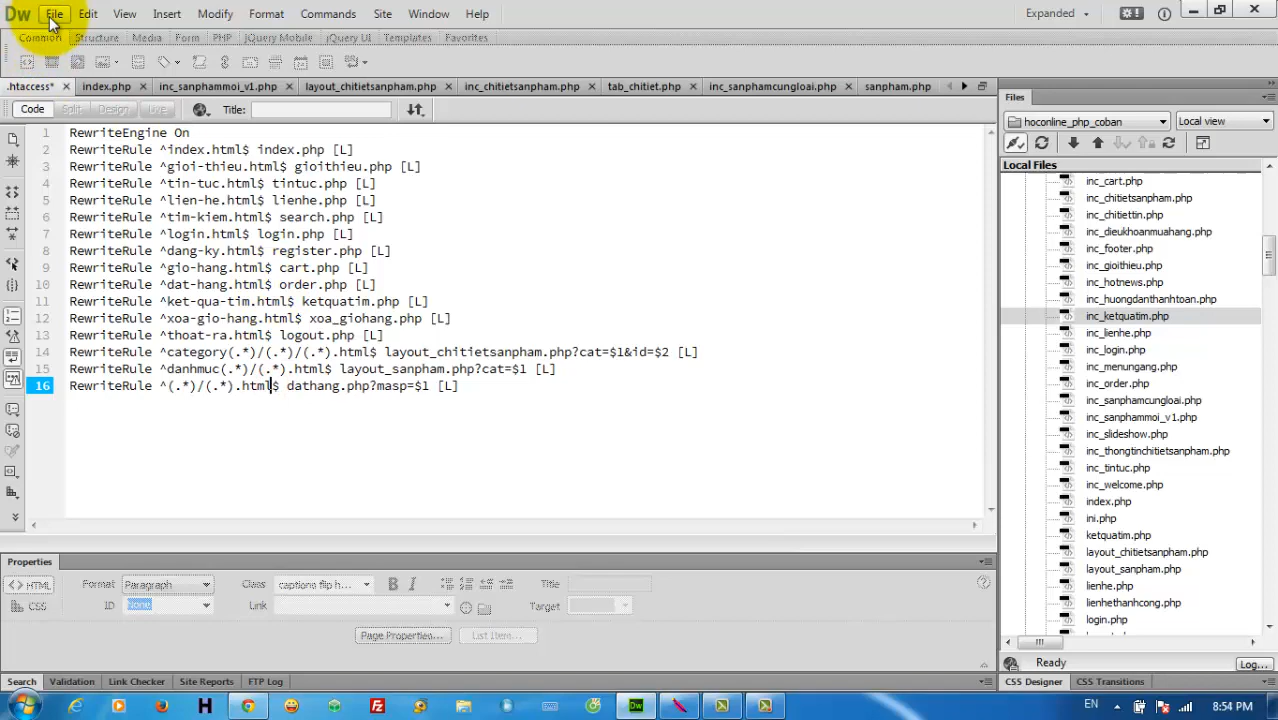 Dw File Edit View Insert Modify Format Commands Site Window Help Expanded
Common Structure Media Form PHP jQuery Mobile jQuery UI Templates Favorites
.htaccess* index.php inc_sanphammoi_v1.php layout_chitietsanpham.php inc_chitietsanpham.php tab_chitiet.php inc_sanphamcungloai.php sanpham.php
Code Split Design Live Title:
1 RewriteEngine On
2 RewriteRule ^index.html$ index.php [L]
3 RewriteRule ^gioi-thieu.html$ gioithieu.php [L]
4 RewriteRule ^tin-tuc.html$ tintuc.php [L]
5 RewriteRule ^lien-he.html$ lienhe.php [L]
6 RewriteRule ^tim-kiem.html$ search.php [L]
7 RewriteRule ^login.html$ login.php [L]
8 RewriteRule ^dang-ky.html$ register.php [L]
9 RewriteRule ^gio-hang.html$ cart.php [L]
10 RewriteRule ^dat-hang.html$ order.php [L]
11 RewriteRule ^ket-qua-tim.html$ ketquatim.php [L]
12 RewriteRule ^xoa-gio-hang.html$ xoa_giohang.php [L]
13 RewriteRule ^thoat-ra.html$ logout.php [L]
14 RewriteRule ^category(.*)/(.*)/(.*).html$ layout_chitietsanpham.php?cat=$1&id=$2 [L]
15 RewriteRule ^danhmuc(.*)/(.*).html$ layout_sanpham.php?cat=$1 [L]
16 RewriteRule ^(.*)/(.*).html$ dathang.php?masp=$1 [L]
Files
hoconline_php_coban Local view
Local Files
inc_cart.php
inc_chitietsanpham.php
inc_chitiettin.php
inc_dieukhoanmuahang.php
inc_footer.php
inc_gioithieu.php
inc_hotnews.php
inc_huongdanthanhtoan.php
inc_ketquatim.php
inc_lienhe.php
inc_login.php
inc_menungang.php
inc_order.php
inc_sanphamcungloai.php
inc_sanphammoi_v1.php
inc_slideshow.php
inc_thongtinchitietsanpham.php
inc_tintuc.php
inc_welcome.php
index.php
ini.php
ketquatim.php
layout_chitietsanpham.php
layout_sanpham.php
lienhe.php
lienhethanhcong.php
login.php
Ready Log...
Properties
<> HTML Format Paragraph Class Link
CSS ID None Link Target
Page Properties... List Item...
Search Validation Link Checker Site Reports FTP Log CSS Designer CSS Transitions
EN 8:54 PM